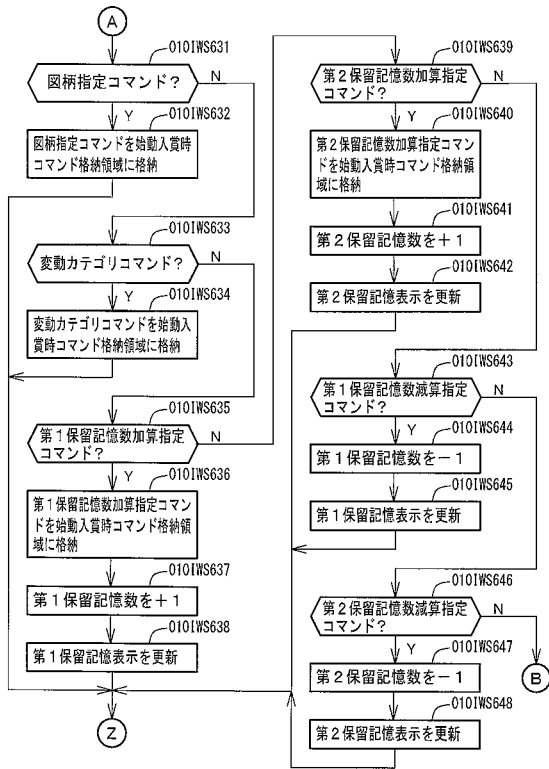 A
010IWS631
図柄指定コマンド?
N
Y
010IWS632
図柄指定コマンドを始動入賞時
コマンド格納領域に格納
010IWS633
変動カテゴリコマンド?
N
Y
010IWS634
変動カテゴリコマンドを始動入
賞時コマンド格納領域に格納
010IWS635
第1保留記憶数加算指定
コマンド?
N
Y
010IWS636
第1保留記憶数加算指定コマン
ドを始動入賞時コマンド格納領
域に格納
010IWS637
第1保留記憶数を+1
010IWS638
第1保留記憶表示を更新
Z
010IWS639
第2保留記憶数加算指定
コマンド?
N
Y
010IWS640
第2保留記憶数加算指定コマン
ドを始動入賞時コマンド格納領
域に格納
010IWS641
第2保留記憶数を+1
010IWS642
第2保留記憶表示を更新
010IWS643
第1保留記憶数減算指定
コマンド?
N
Y
010IWS644
第1保留記憶数を-1
010IWS645
第1保留記憶表示を更新
010IWS646
第2保留記憶数減算指定
コマンド?
N
Y
010IWS647
第2保留記憶数を-1
B
010IWS648
第2保留記憶表示を更新